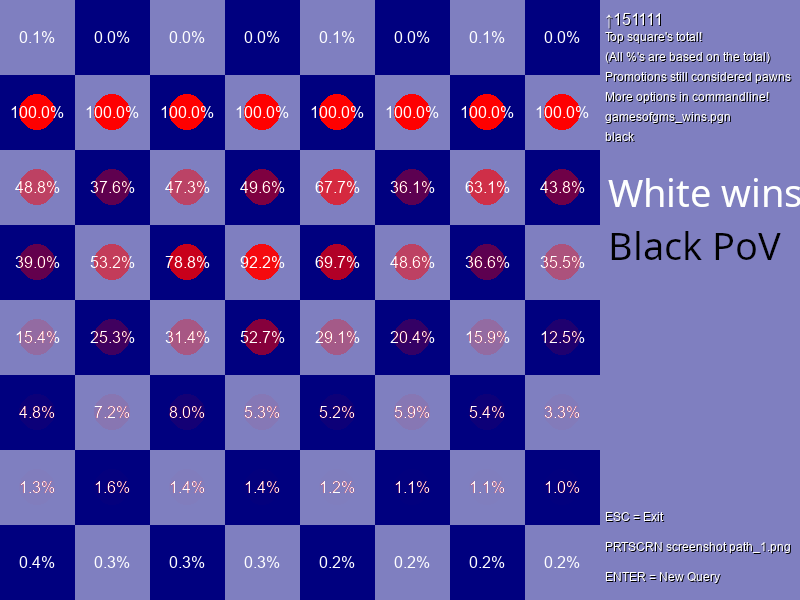 0.1% 0.0% 0.0% 0.0% 0.1% 0.0% 0.1% 0.0%
100.0% 100.0% 100.0% 100.0% 100.0% 100.0% 100.0% 100.0%
48.8% 37.6% 47.3% 49.6% 67.7% 36.1% 63.1% 43.8%
39.0% 53.2% 78.8% 92.2% 69.7% 48.6% 36.6% 35.5%
15.4% 25.3% 31.4% 52.7% 29.1% 20.4% 15.9% 12.5%
4.8% 7.2% 8.0% 5.3% 5.2% 5.9% 5.4% 3.3%
1.3% 1.6% 1.4% 1.4% 1.2% 1.1% 1.1% 1.0%
0.4% 0.3% 0.3% 0.3% 0.2% 0.2% 0.2% 0.2%
↑151111
Top square's total!
(All %'s are based on the total)
Promotions still considered pawns
More options in commandline!
gamesofgms_wins.pgn
black
White wins
Black PoV
ESC = Exit
PRTSCRN screenshot path_1.png
ENTER = New Query